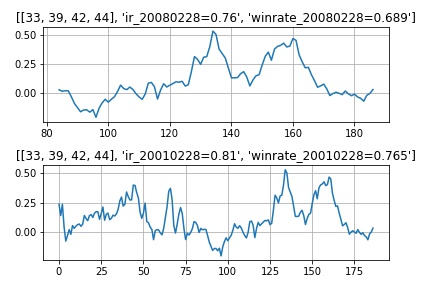 [[33, 39, 42, 44], 'ir_20080228=0.76', 'winrate_20080228=0.689']
0.50
0.25
0.00
80 100 120 140 160 180
[[33, 39, 42, 44], 'ir_20010228=0.81', 'winrate_20010228=0.765']
0.50
0.25
0.00
0 25 50 75 100 125 150 175